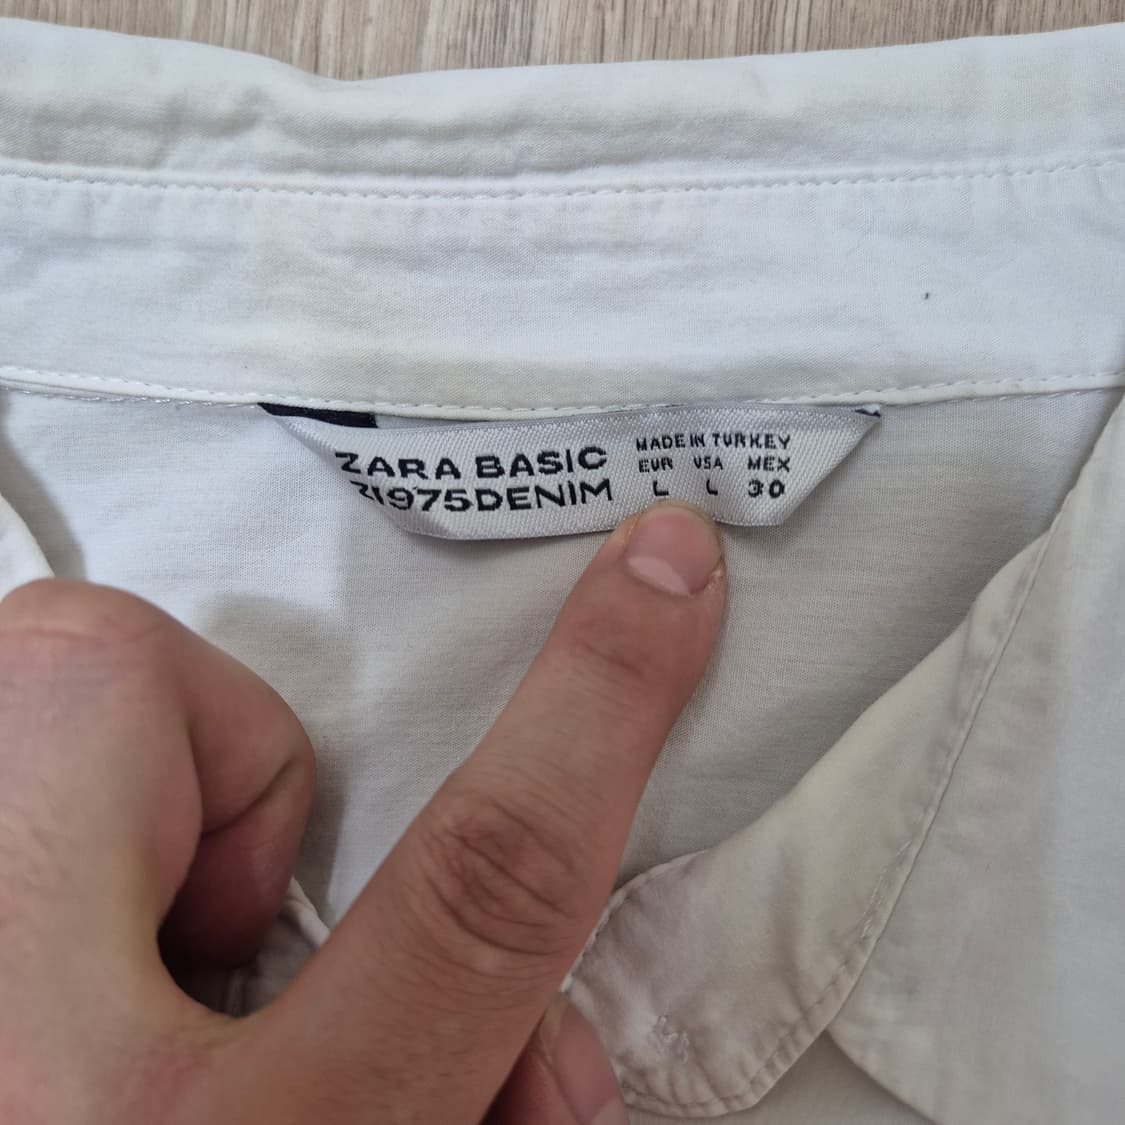 ZARA BASIC
Z1975DENIM
MADE IN TURKEY
EUR USA MEX
L L 30